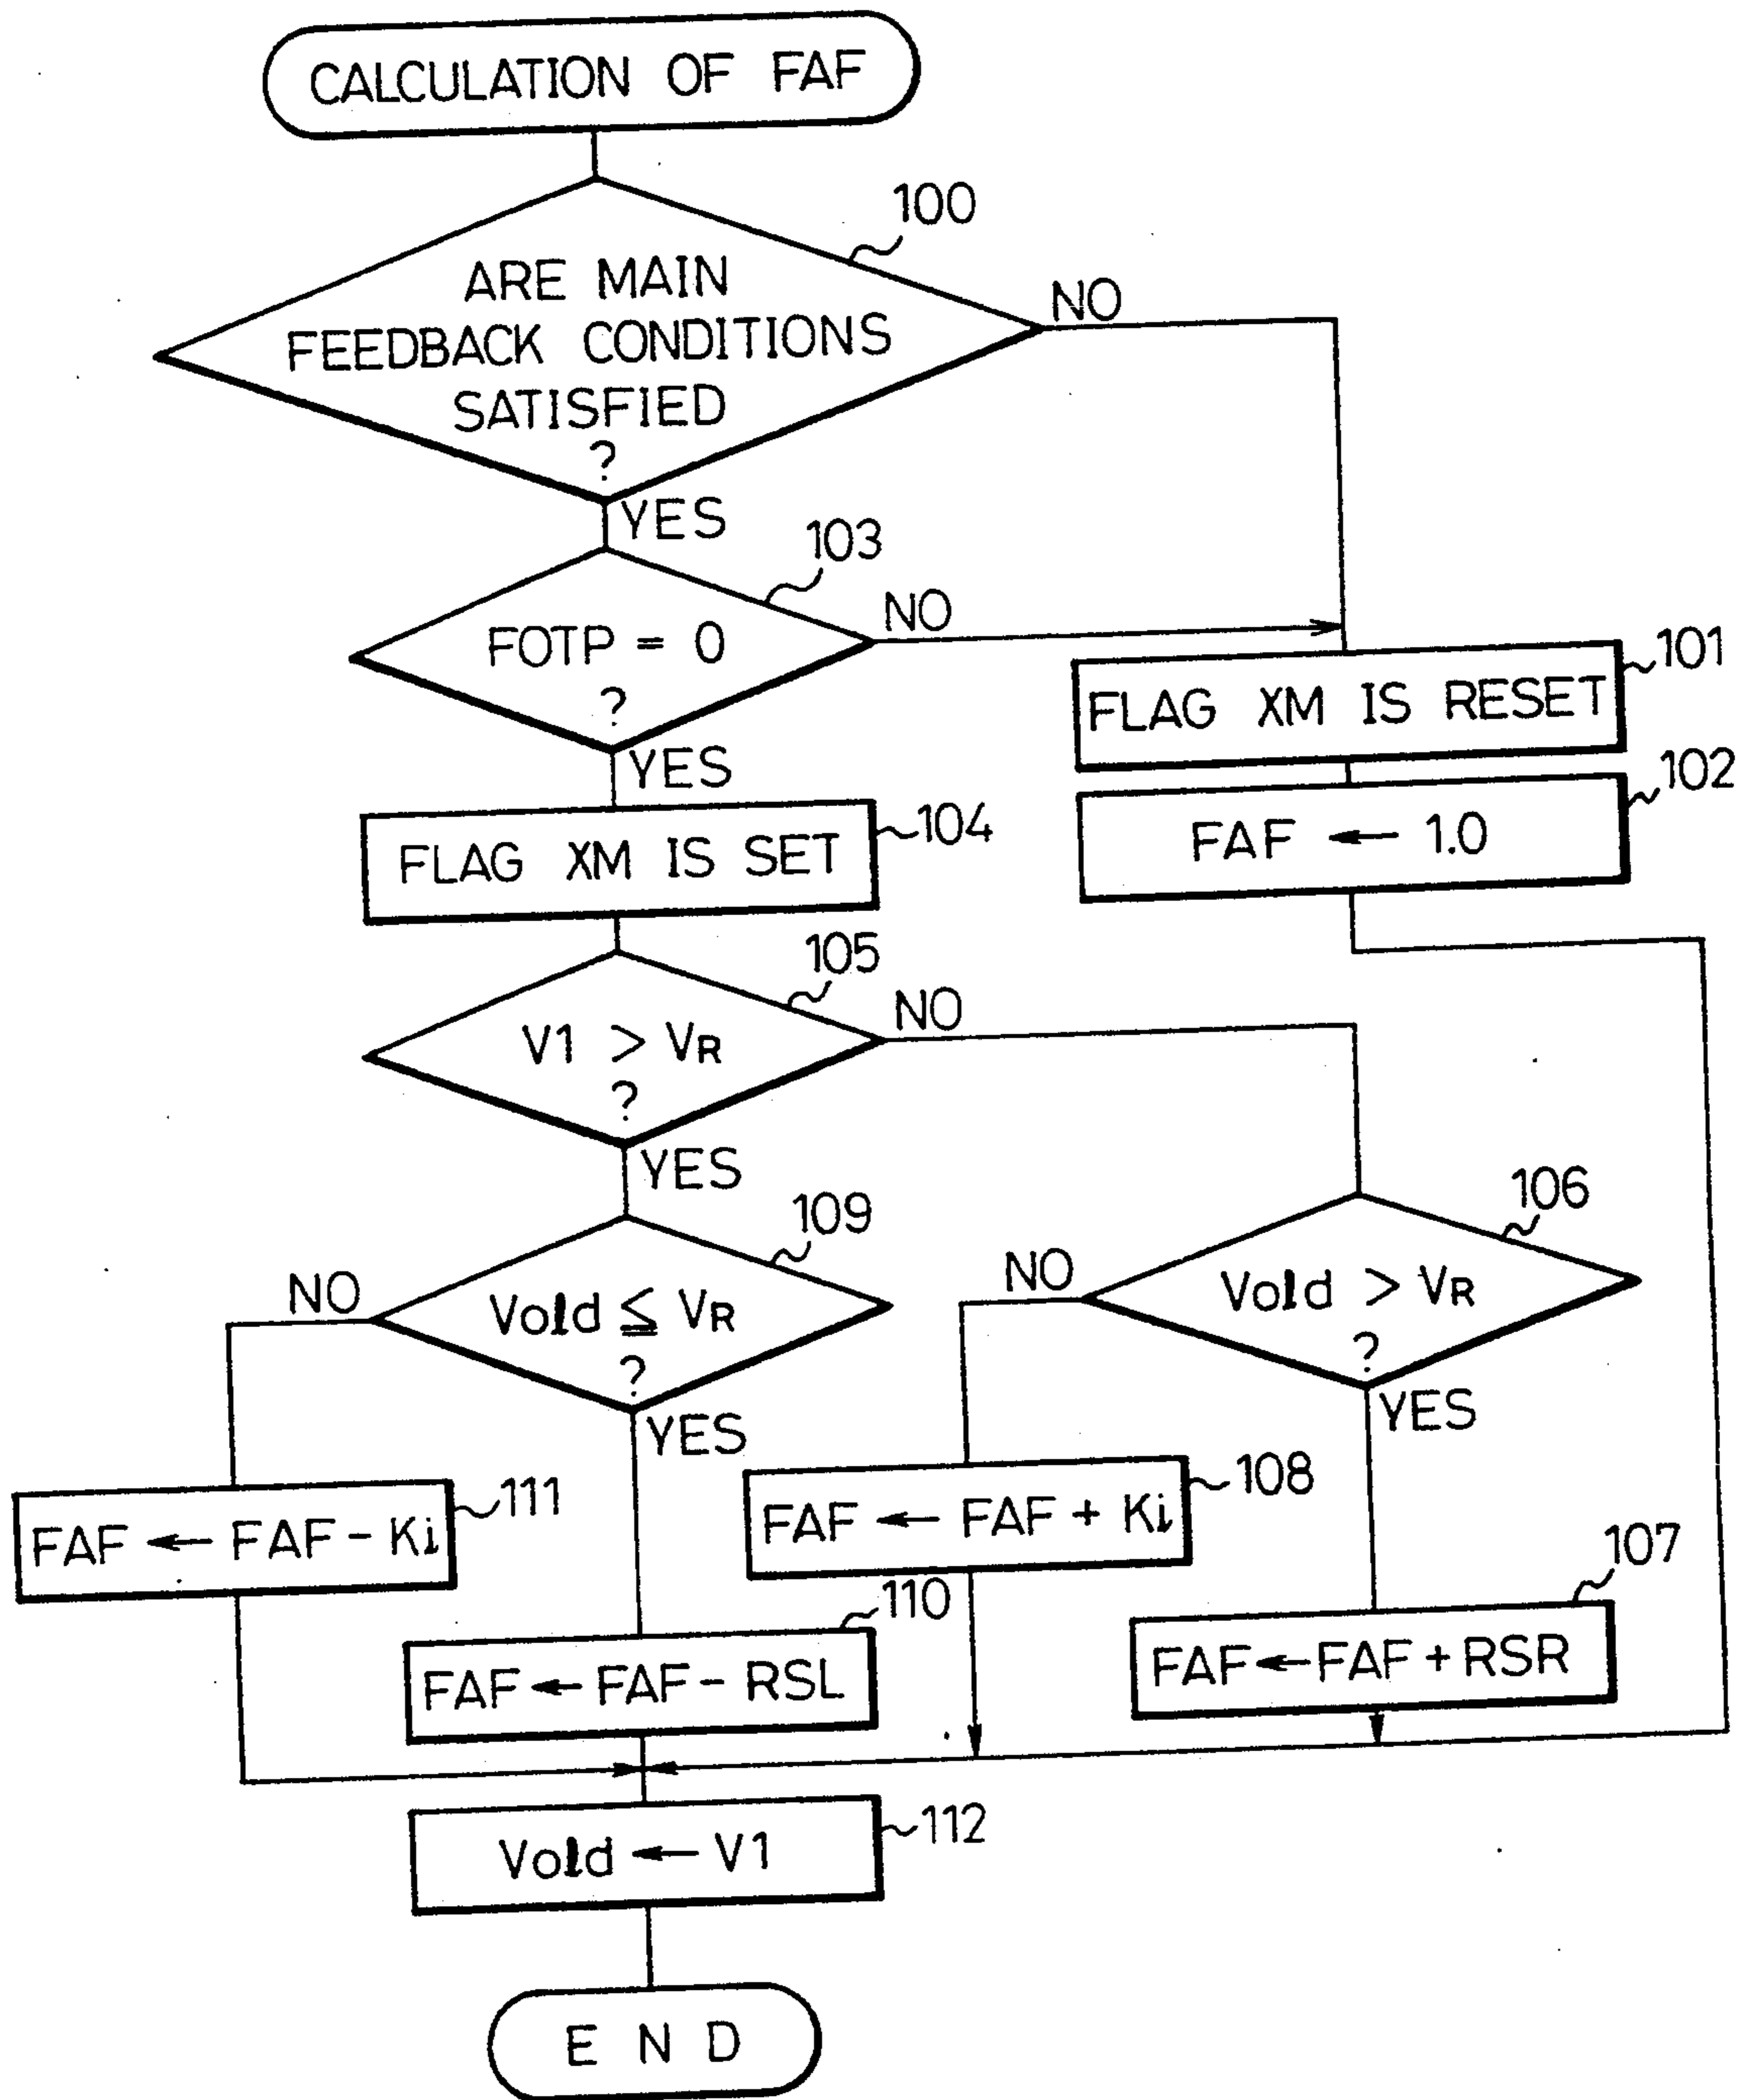 CALCULATION OF FAF
100
ARE MAIN
FEEDBACK CONDITIONS
SATISFIED
?
NO
YES
103
FOTP = 0
?
NO
YES
101
FLAG XM IS RESET
102
FAF ← 1.0
104
FLAG XM IS SET
105
V1 > VR
?
NO
YES
109
Vold ≦ VR
?
NO
YES
106
Vold > VR
?
NO
YES
111
FAF ← FAF − Ki
108
FAF ← FAF + Ki
110
FAF ← FAF − RSL
107
FAF ← FAF + RSR
112
Vold ← V1
END